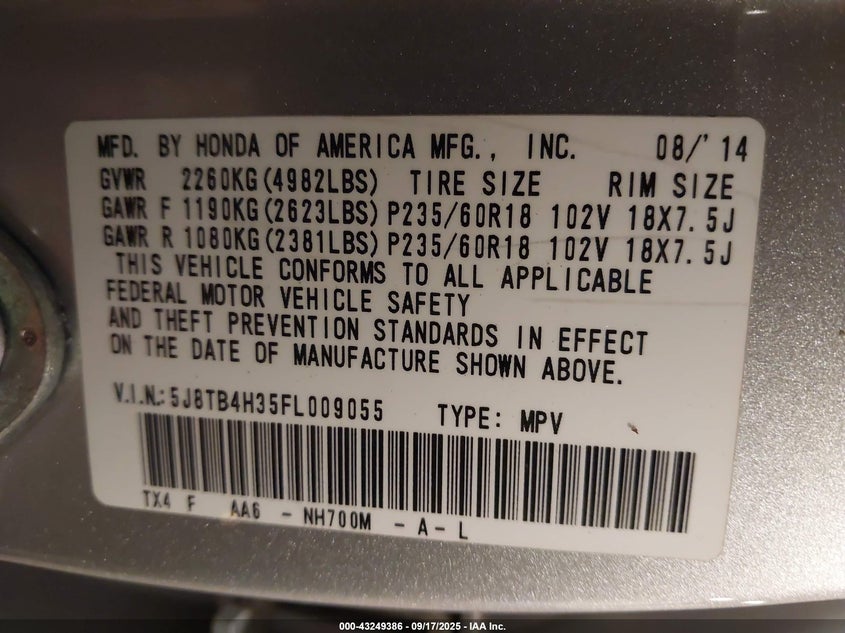 MFD. BY HONDA OF AMERICA MFG., INC. 08/'14
GVWR 2260KG(4982LBS) TIRE SIZE RIM SIZE
GAWR F 1190KG(2623LBS) P235/60R18 102V 18X7.5J
GAWR R 1080KG(2381LBS) P235/60R18 102V 18X7.5J
THIS VEHICLE CONFORMS TO ALL APPLICABLE
FEDERAL MOTOR VEHICLE SAFETY
AND THEFT PREVENTION STANDARDS IN EFFECT
ON THE DATE OF MANUFACTURE SHOWN ABOVE.
V.I.N.: 5J8TB4H35FL009055 TYPE: MPV
TX4 F AA6 - NH700M - A - L
000-43249386 - 09/17/2025 - IAA Inc.